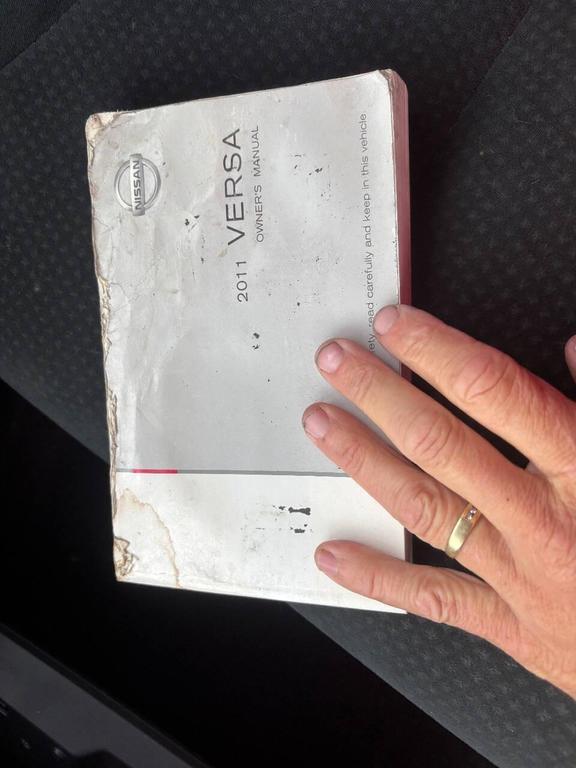 NISSAN
2011 VERSA
OWNER'S MANUAL
read carefully and keep in this vehicle